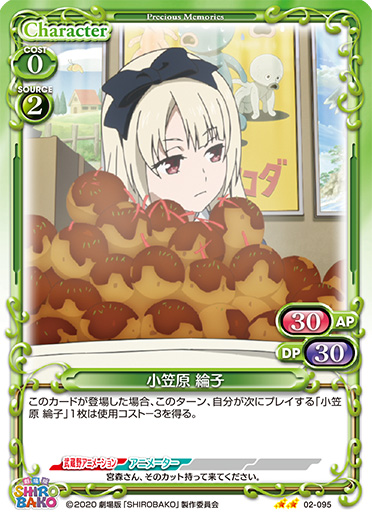 Precious Memories
Character
COST
0
SOURCE
2
コダ
30 AP
DP 30
小笠原 綸子
このカードが登場した場合、このターン、自分が次にプレイする「小笠
原 綸子」1枚は使用コスト−3を得る。
武蔵野アニメーション アニメーター
宮森さん、そのカット持って来てください。
劇場版
SHIRO
BAKO
©2020 劇場版「SHIROBAKO」製作委員会
02-095